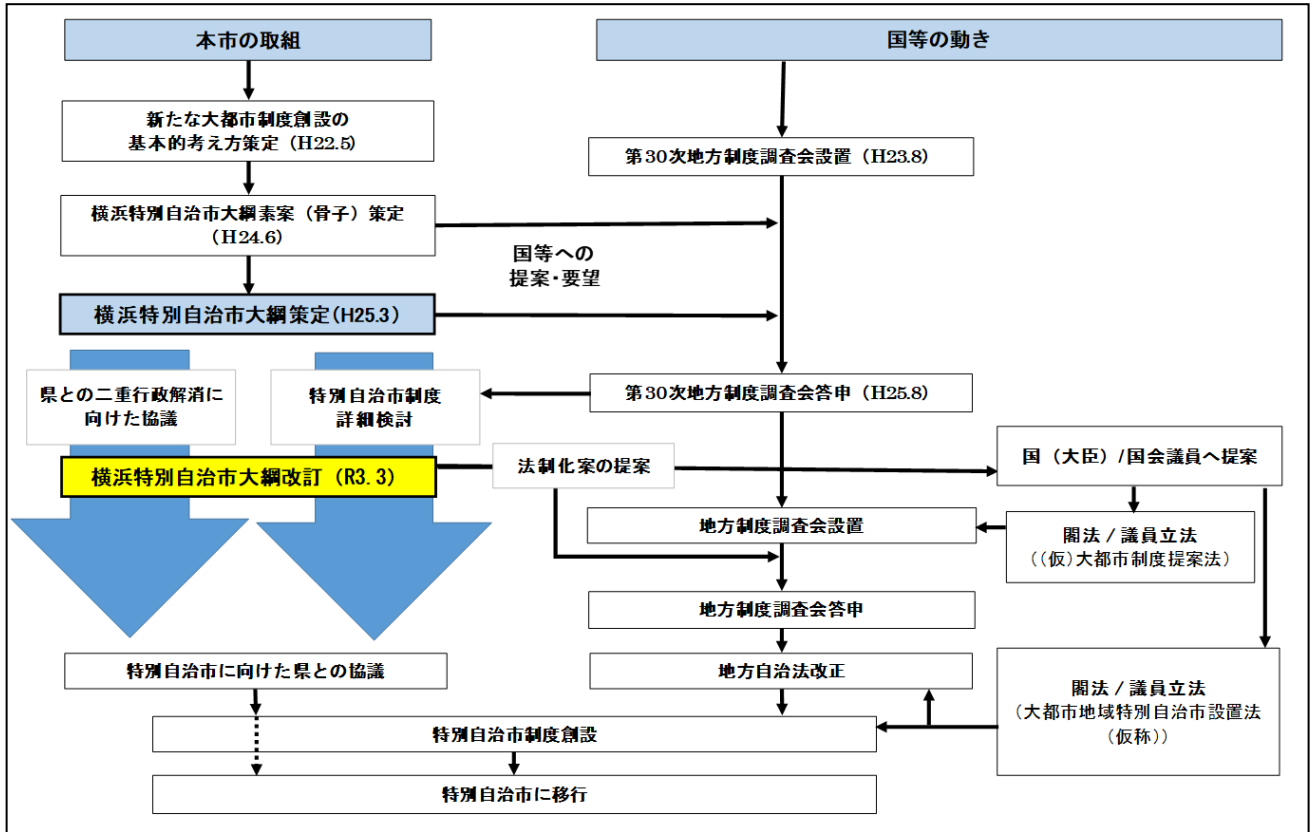 本市の取組
国等の動き
新たな大都市制度創設の
基本的考え方策定（H22.5）
第30次地方制度調査会設置（H23.8）
横浜特別自治市大綱素案（骨子）策定
（H24.6）
国等への
提案・要望
横浜特別自治市大綱策定(H25.3）
県との二重行政解消に
向けた協議
特別自治市制度
詳細検討
第30次地方制度調査会答申（H25.8）
横浜特別自治市大綱改訂（R3.3）
法制化案の提案
国（大臣）/国会議員へ提案
地方制度調査会設置
閣法／議員立法
（(仮)大都市制度提案法）
地方制度調査会答申
特別自治市に向けた県との協議
地方自治法改正
閣法／議員立法
（大都市地域特別自治市設置法
（仮称））
特別自治市制度創設
特別自治市に移行